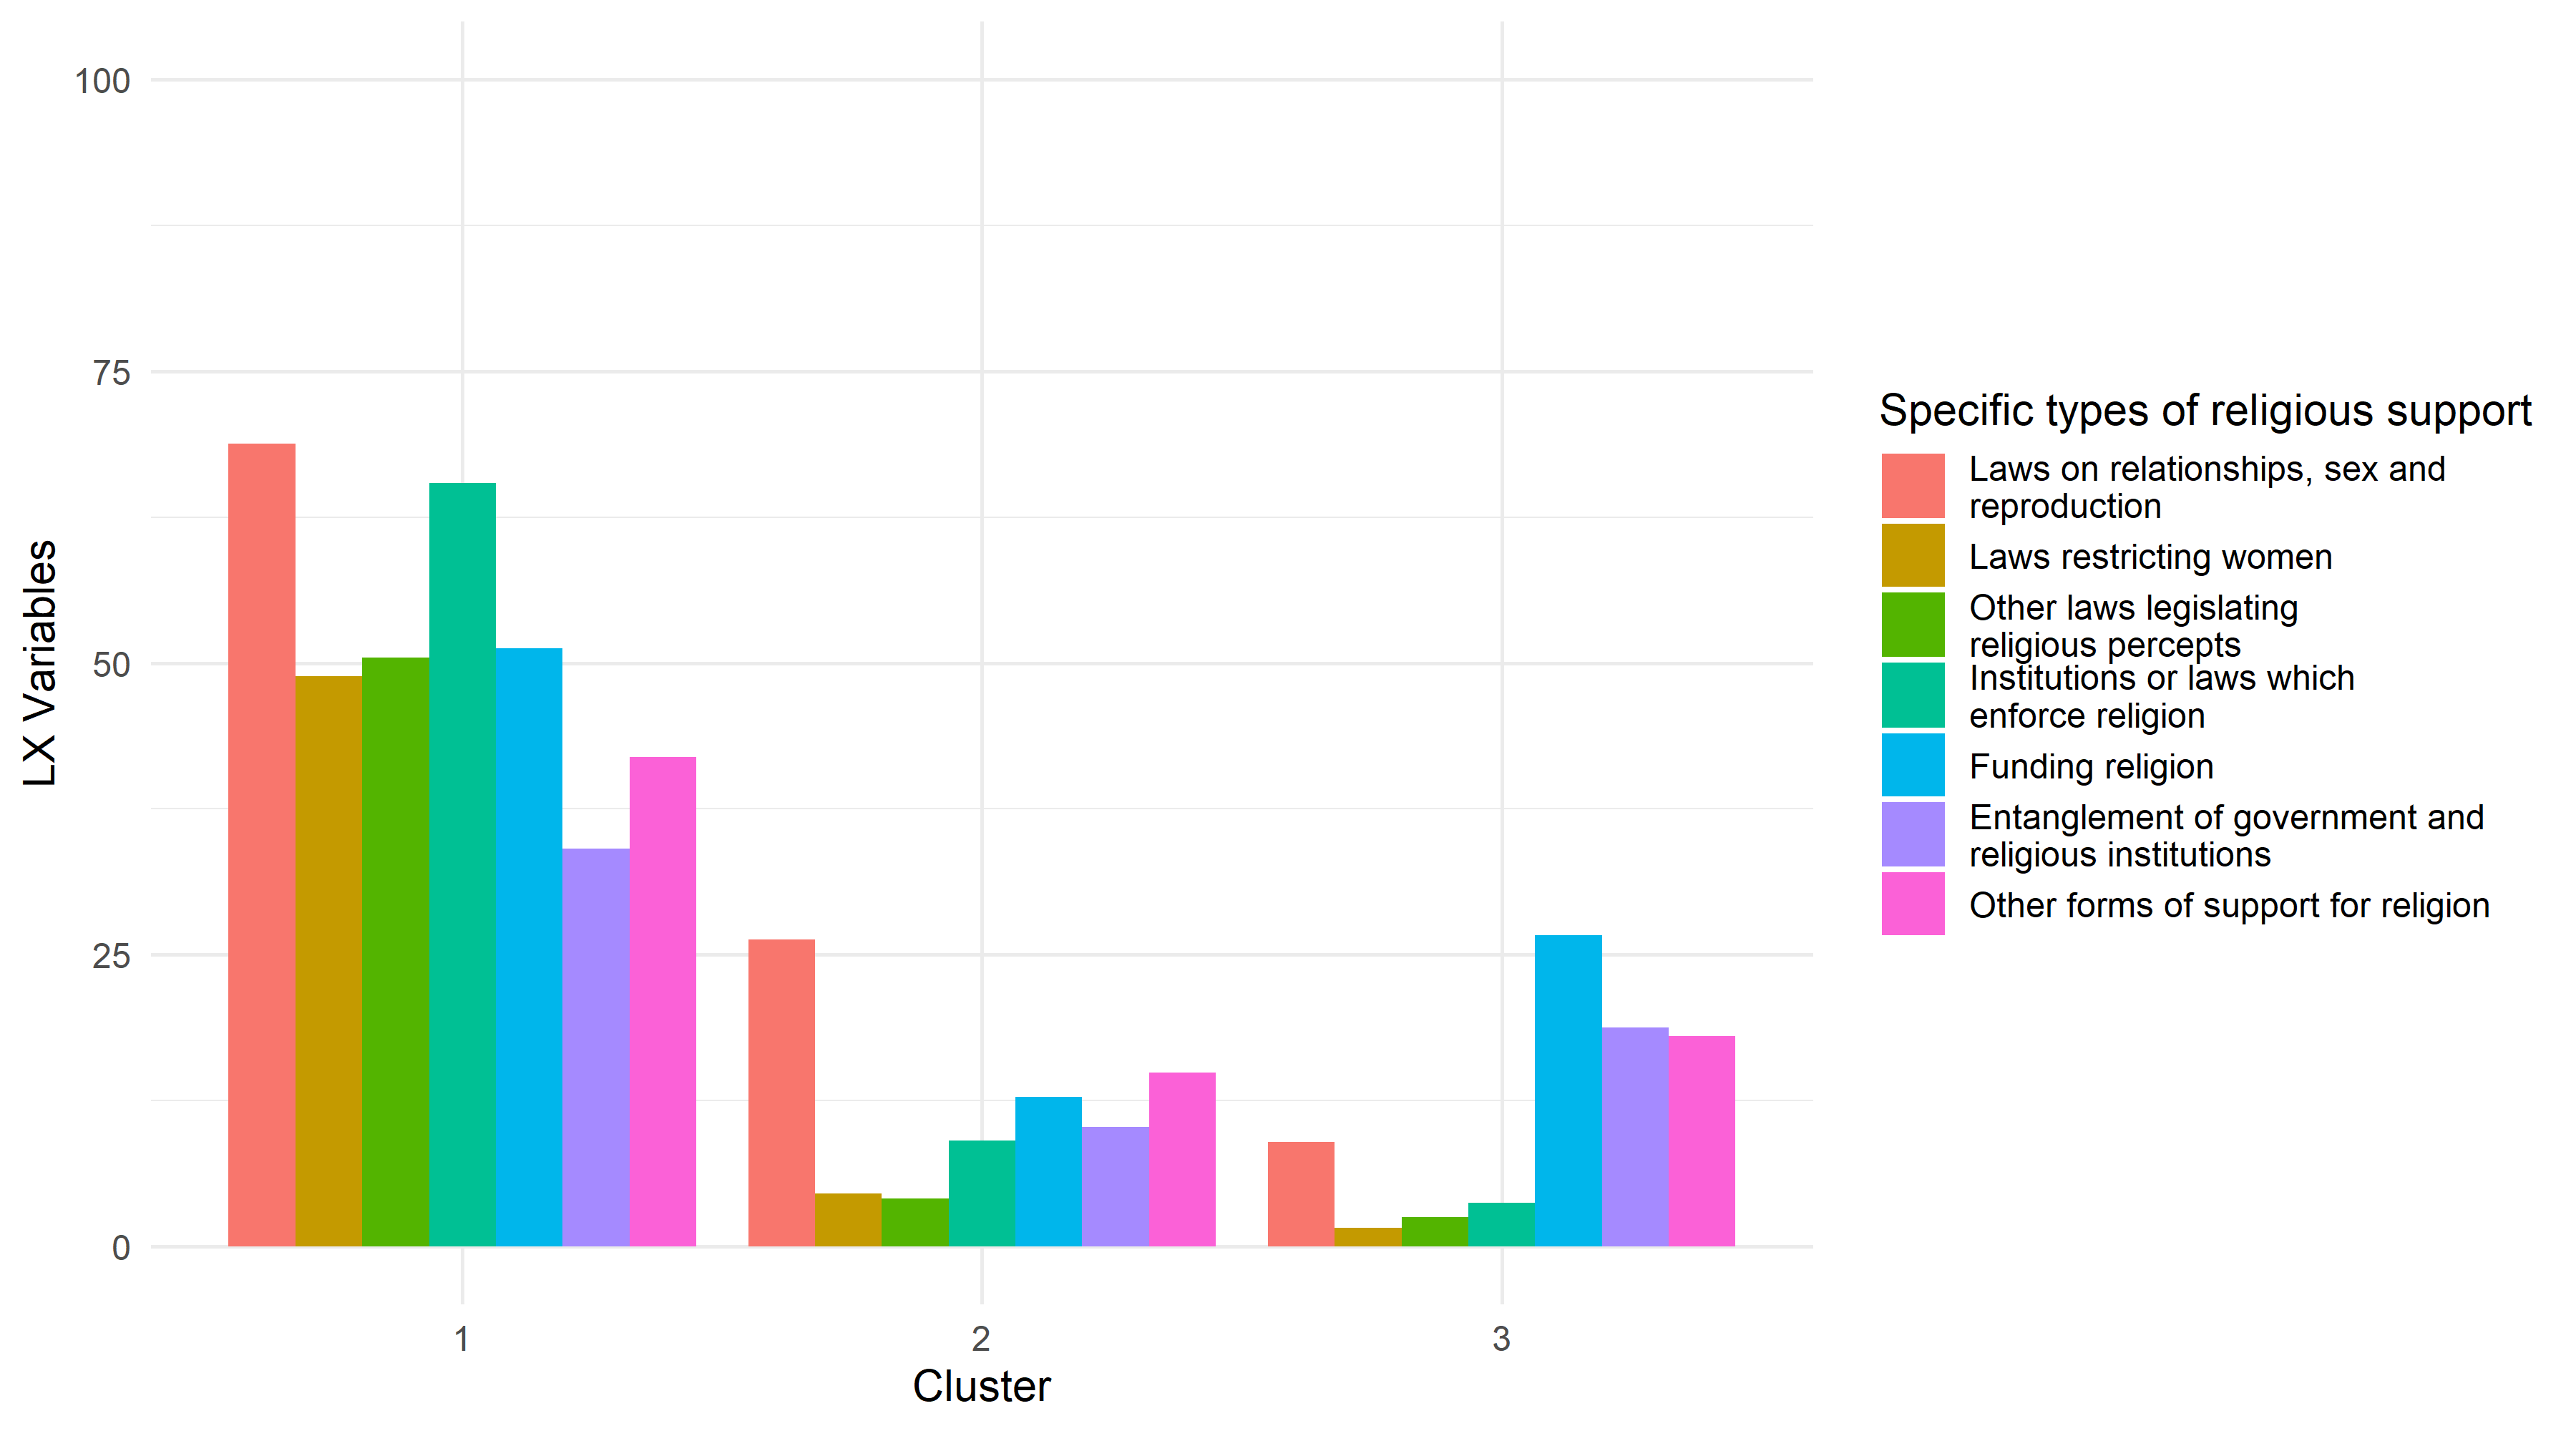 100
75
50
25
0
LX Variables
1
2
3
Cluster
Specific types of religious support
Laws on relationships, sex and
reproduction
Laws restricting women
Other laws legislating
religious percepts
Institutions or laws which
enforce religion
Funding religion
Entanglement of government and
religious institutions
Other forms of support for religion